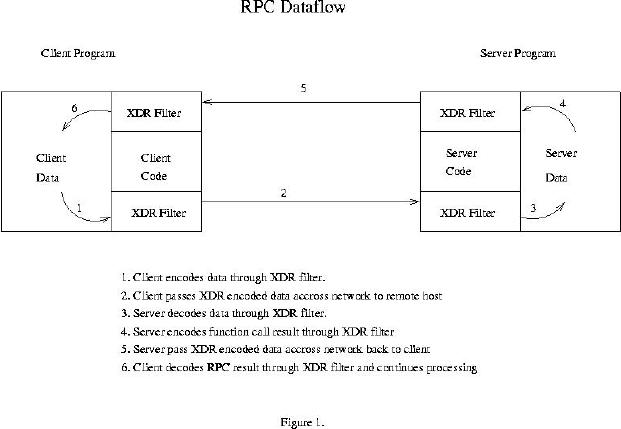 RPC Dataflow
Client Program
Server Program
5
6
XDR Filter
XDR Filter
4
Client
Data
Client
Code
Server
Code
Server
Data
2
1
XDR Filter
XDR Filter
3
1. Client encodes data through XDR filter.
2. Client passes XDR encoded data accross network to remote host
3. Server decodes data through XDR filter.
4. Server encodes function call result through XDR filter
5. Server pass XDR encoded data accross network back to client
6. Client decodes RPC result through XDR filter and continues processing
Figure 1.